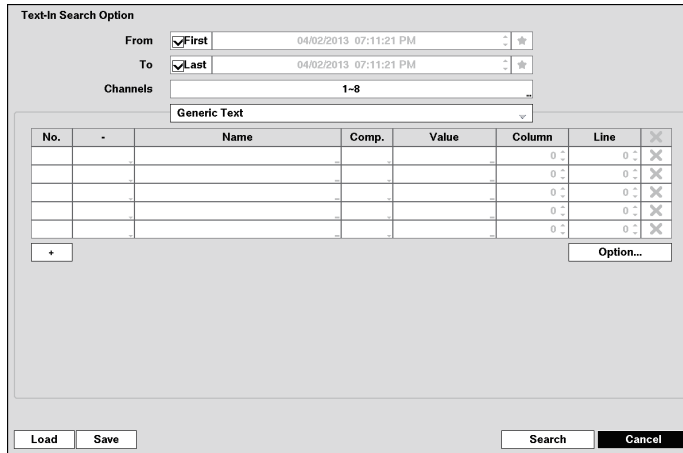 Text-In Search Option
From First 04/02/2013 07:11:21 PM
To Last 04/02/2013 07:11:21 PM
Channels 1~8 ...
Generic Text
No. - Name Comp. Value Column Line
... ... 0 0
... ... 0 0
... ... 0 0
... ... 0 0
... ... 0 0
+ Option...
Load Save Search Cancel